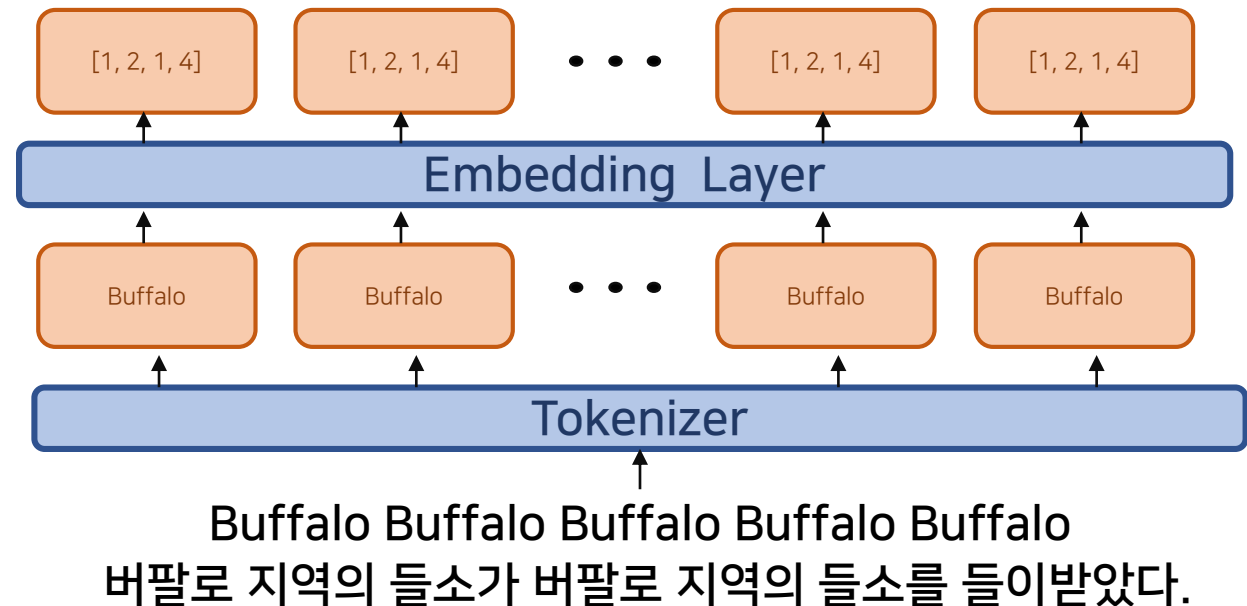 [1, 2, 1, 4] [1, 2, 1, 4] • • • [1, 2, 1, 4] [1, 2, 1, 4]
Embedding Layer
Buffalo Buffalo • • • Buffalo Buffalo
Tokenizer
Buffalo Buffalo Buffalo Buffalo Buffalo
버팔로 지역의 들소가 버팔로 지역의 들소를 들이받았다.